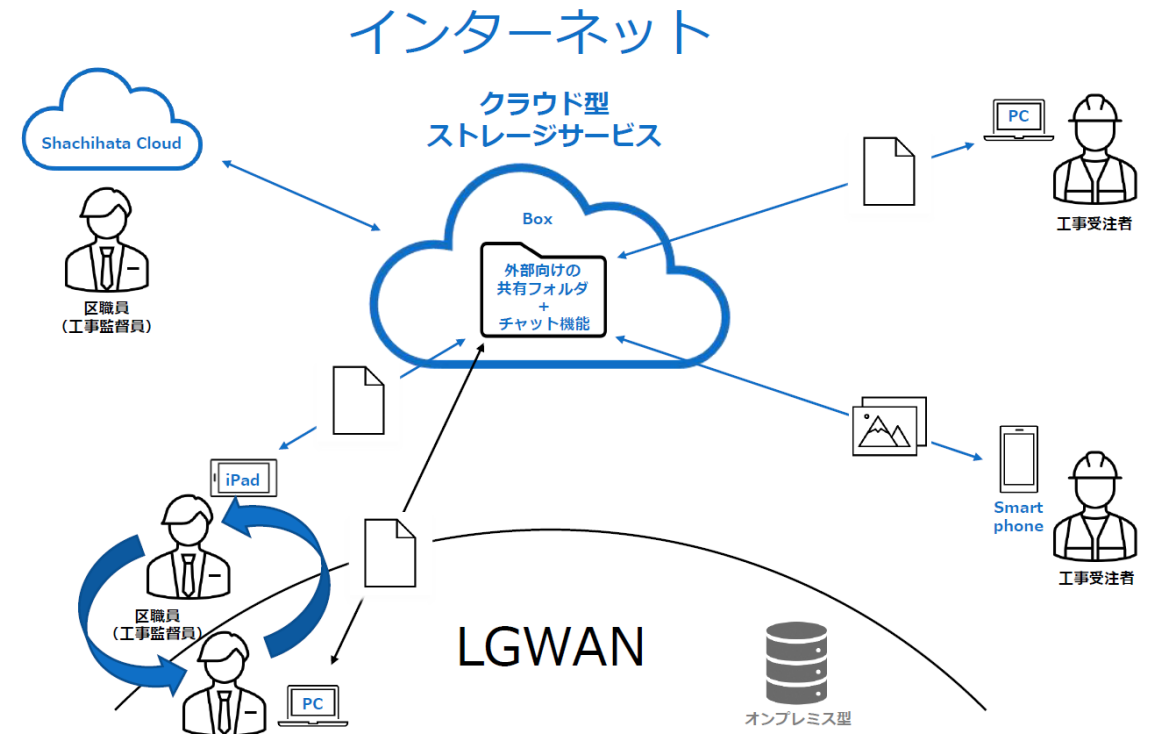 インターネット
クラウド型
ストレージサービス
Shachihata Cloud
PC
Box
工事受注者
外部向けの
共有フォルダ
+
チャット機能
区職員
(工事監督員)
iPad
Smart
phone
工事受注者
区職員
(工事監督員)
LGWAN
PC
オンプレミス型